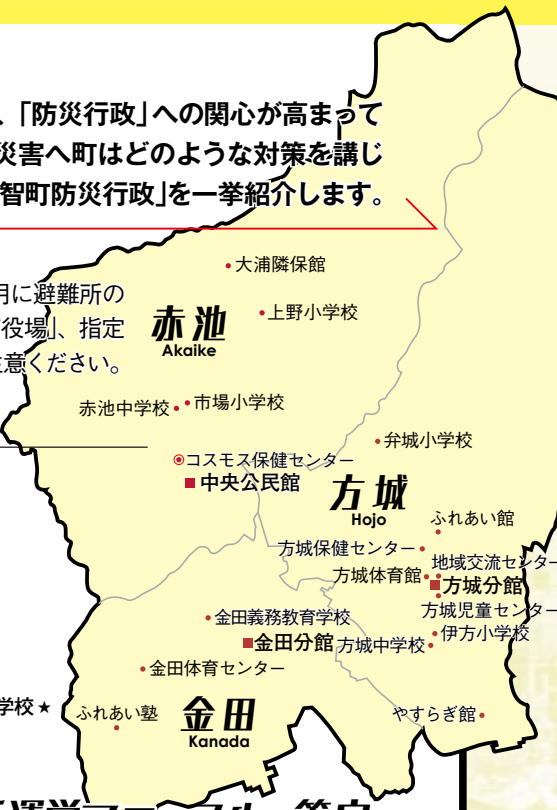 、「防災行政」への関心が高まって
災害へ町はどのような対策を講じ
智町防災行政」を一挙紹介します。
月に避難所の
役場」、指定
意ください。
大浦隣保館
上野小学校
赤池
Akaike
赤池中学校
市場小学校
弁城小学校
コスモス保健センター
中央公民館
方城
Hojo
ふれあい館
方城保健センター
地域交流センター
方城体育館
方城分館
方城児童センター
金田義務教育学校
伊方小学校
金田分館
方城中学校
金田体育センター
学校★
ふれあい塾
金田
Kanada
やすらぎ館